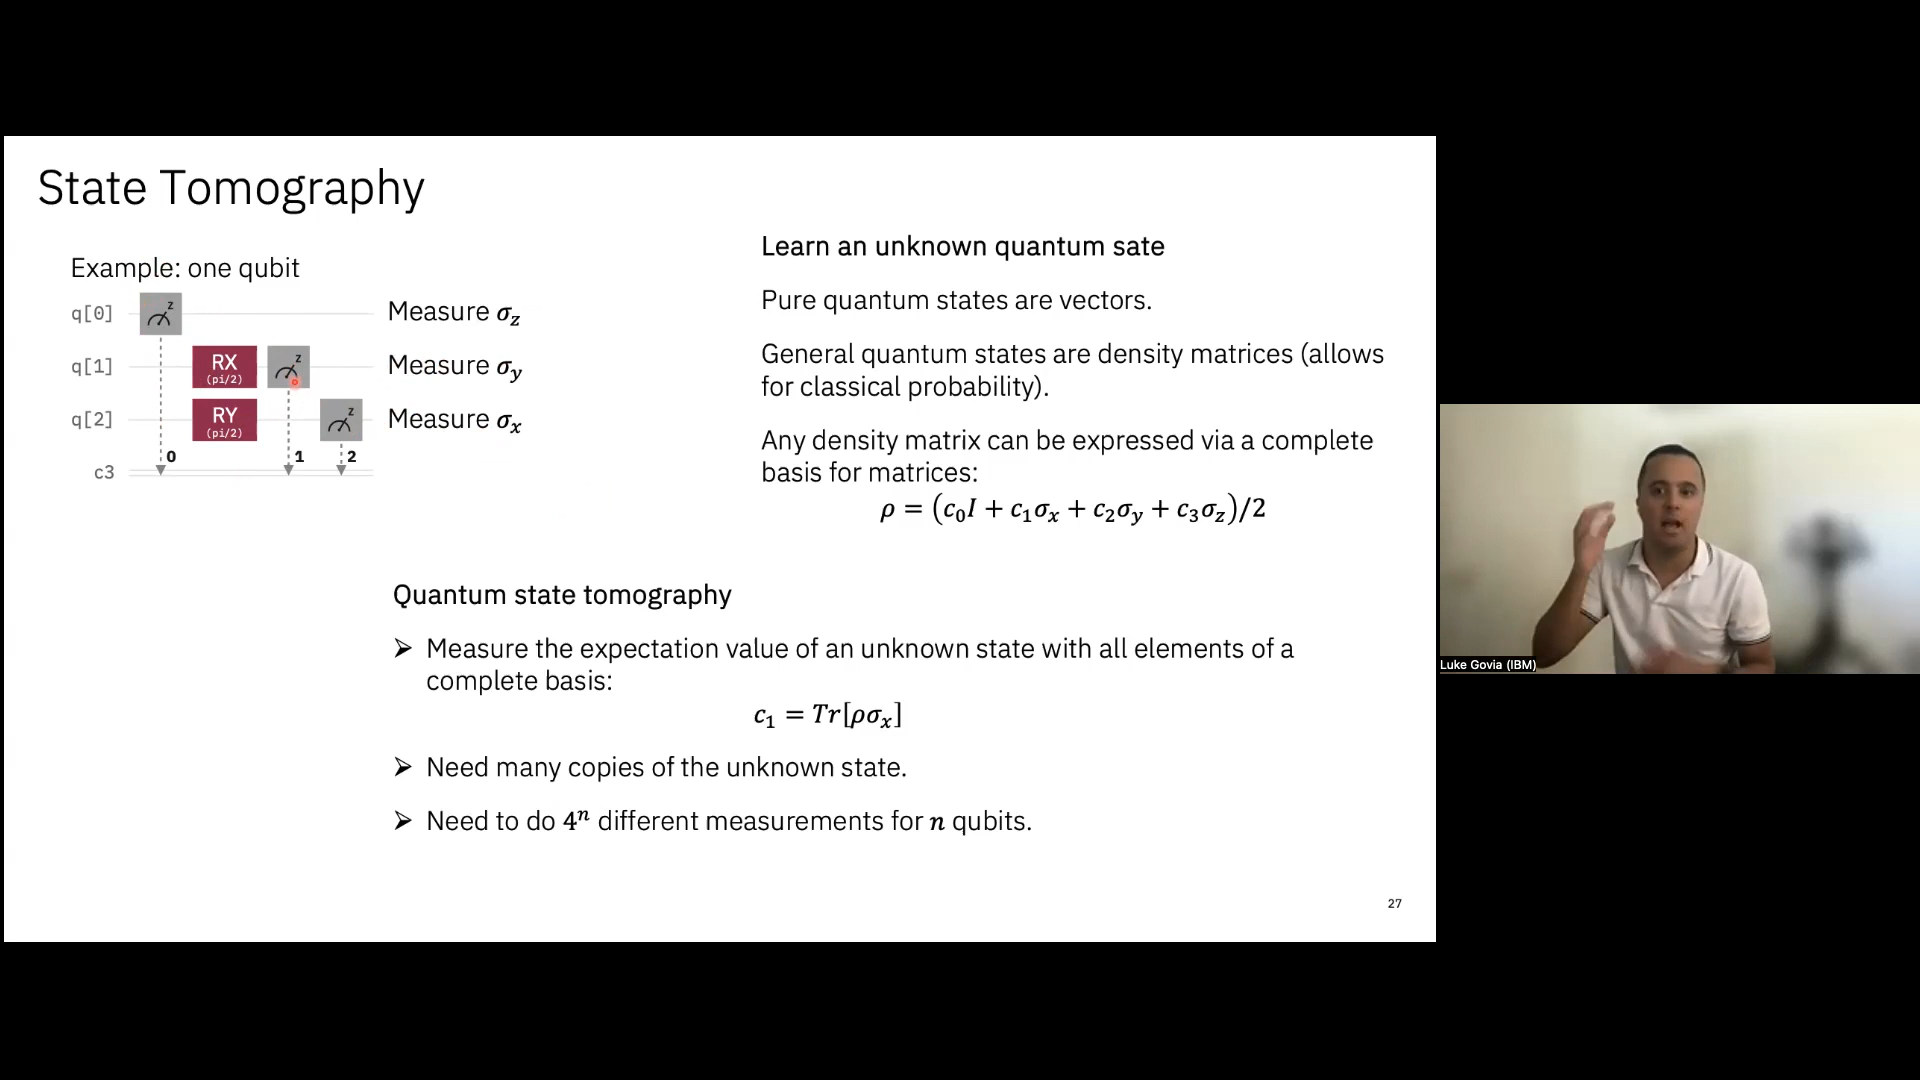 State Tomography
Example: one qubit
q[0]
z
Measure σz
q[1]
RX
(pi/2)
z
Measure σy
q[2]
RY
(pi/2)
z
Measure σx
0
1
2
c3
Learn an unknown quantum sate
Pure quantum states are vectors.
General quantum states are density matrices (allows
for classical probability).
Any density matrix can be expressed via a complete
basis for matrices:
ρ = (c₀I + c₁σₓ + c₂σy + c₃σz)/2
Quantum state tomography
➢ Measure the expectation value of an unknown state with all elements of a
complete basis:
c₁ = Tr[ρσₓ]
➢ Need many copies of the unknown state.
➢ Need to do 4ⁿ different measurements for n qubits.
27
Luke Govia (IBM)